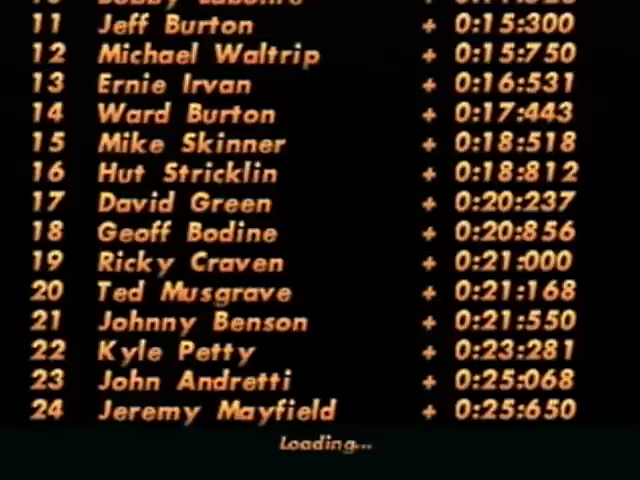 11 Jeff Burton + 0:15:300
12 Michael Waltrip + 0:15:750
13 Ernie Irvan + 0:16:531
14 Ward Burton + 0:17:443
15 Mike Skinner + 0:18:518
16 Hut Stricklin + 0:18:812
17 David Green + 0:20:237
18 Geoff Bodine + 0:20:856
19 Ricky Craven + 0:21:000
20 Ted Musgrave + 0:21:168
21 Johnny Benson + 0:21:550
22 Kyle Petty + 0:23:281
23 John Andretti + 0:25:068
24 Jeremy Mayfield + 0:25:650
Loading...